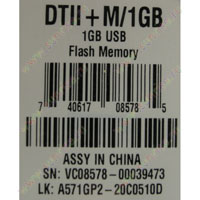 DTII + M/1GB
1GB USB
Flash Memory
7 40617 08578 5
ASSY IN CHINA
SN: VC08578 - 00039473
LK: A571GP2 - 20C0510D